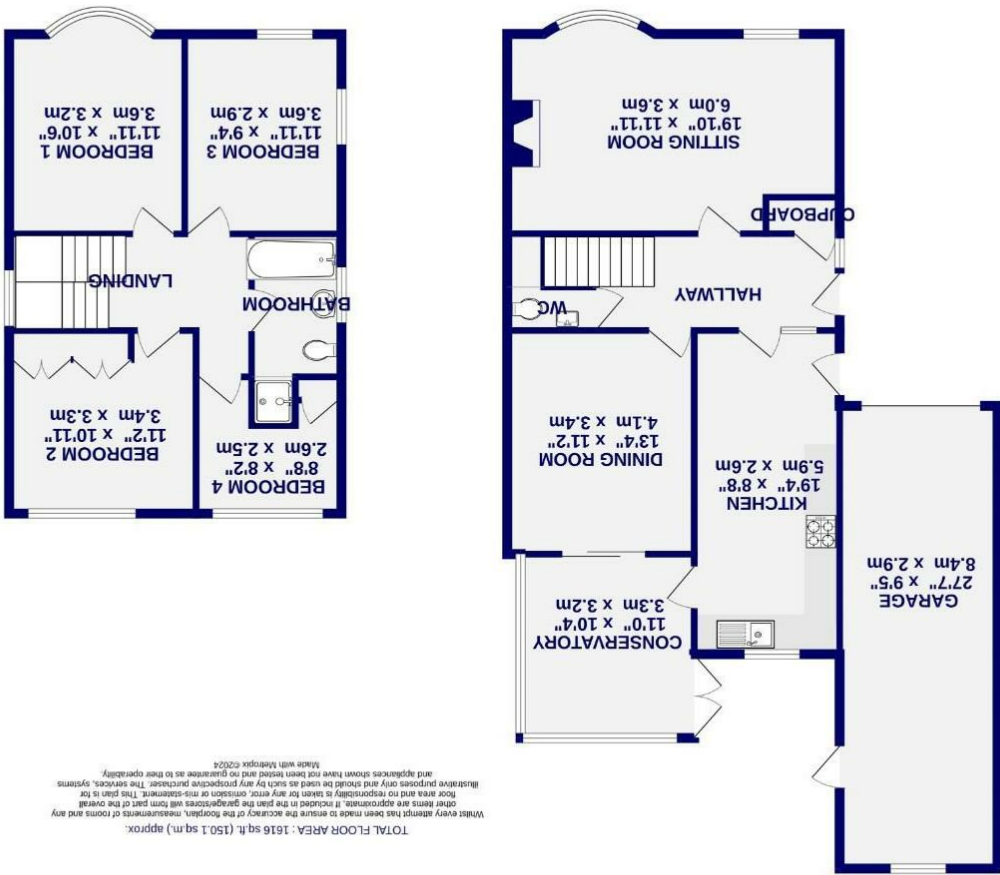 TOTAL FLOOR AREA : 1616 sq.ft. (150.1 sq.m.) approx.
Whilst every attempt has been made to ensure the accuracy of the floorplan, measurements of rooms and any
other items are approximate, If included in the plan the garage/stores will form part of the overall
floor area and no responsibility is taken for any error, omission or mis-statement. This plan is for
illustrative purposes only and should be used as such by any prospective purchaser. The services, systems
and appliances shown have not been tested and no guarantee as to their operability.
Made with Metropix ©2024
GARAGE
27'7" x 9'5"
8.4m x 2.9m
CONSERVATORY
11'0" x 10'4"
3.3m x 3.2m
KITCHEN
19'4" x 8'8"
5.9m x 2.6m
DINING ROOM
13'4" x 11'2"
4.1m x 3.4m
HALLWAY
WC
CUPBOARD
SITTING ROOM
19'10" x 11'11"
6.0m x 3.6m
BEDROOM 4
8'8" x 8'2"
2.6m x 2.5m
BEDROOM 2
11'2" x 10'11"
3.4m x 3.3m
BATHROOM
LANDING
BEDROOM 3
11'11" x 9'4"
3.6m x 2.9m
BEDROOM 1
11'11" x 10'6"
3.6m x 3.2m